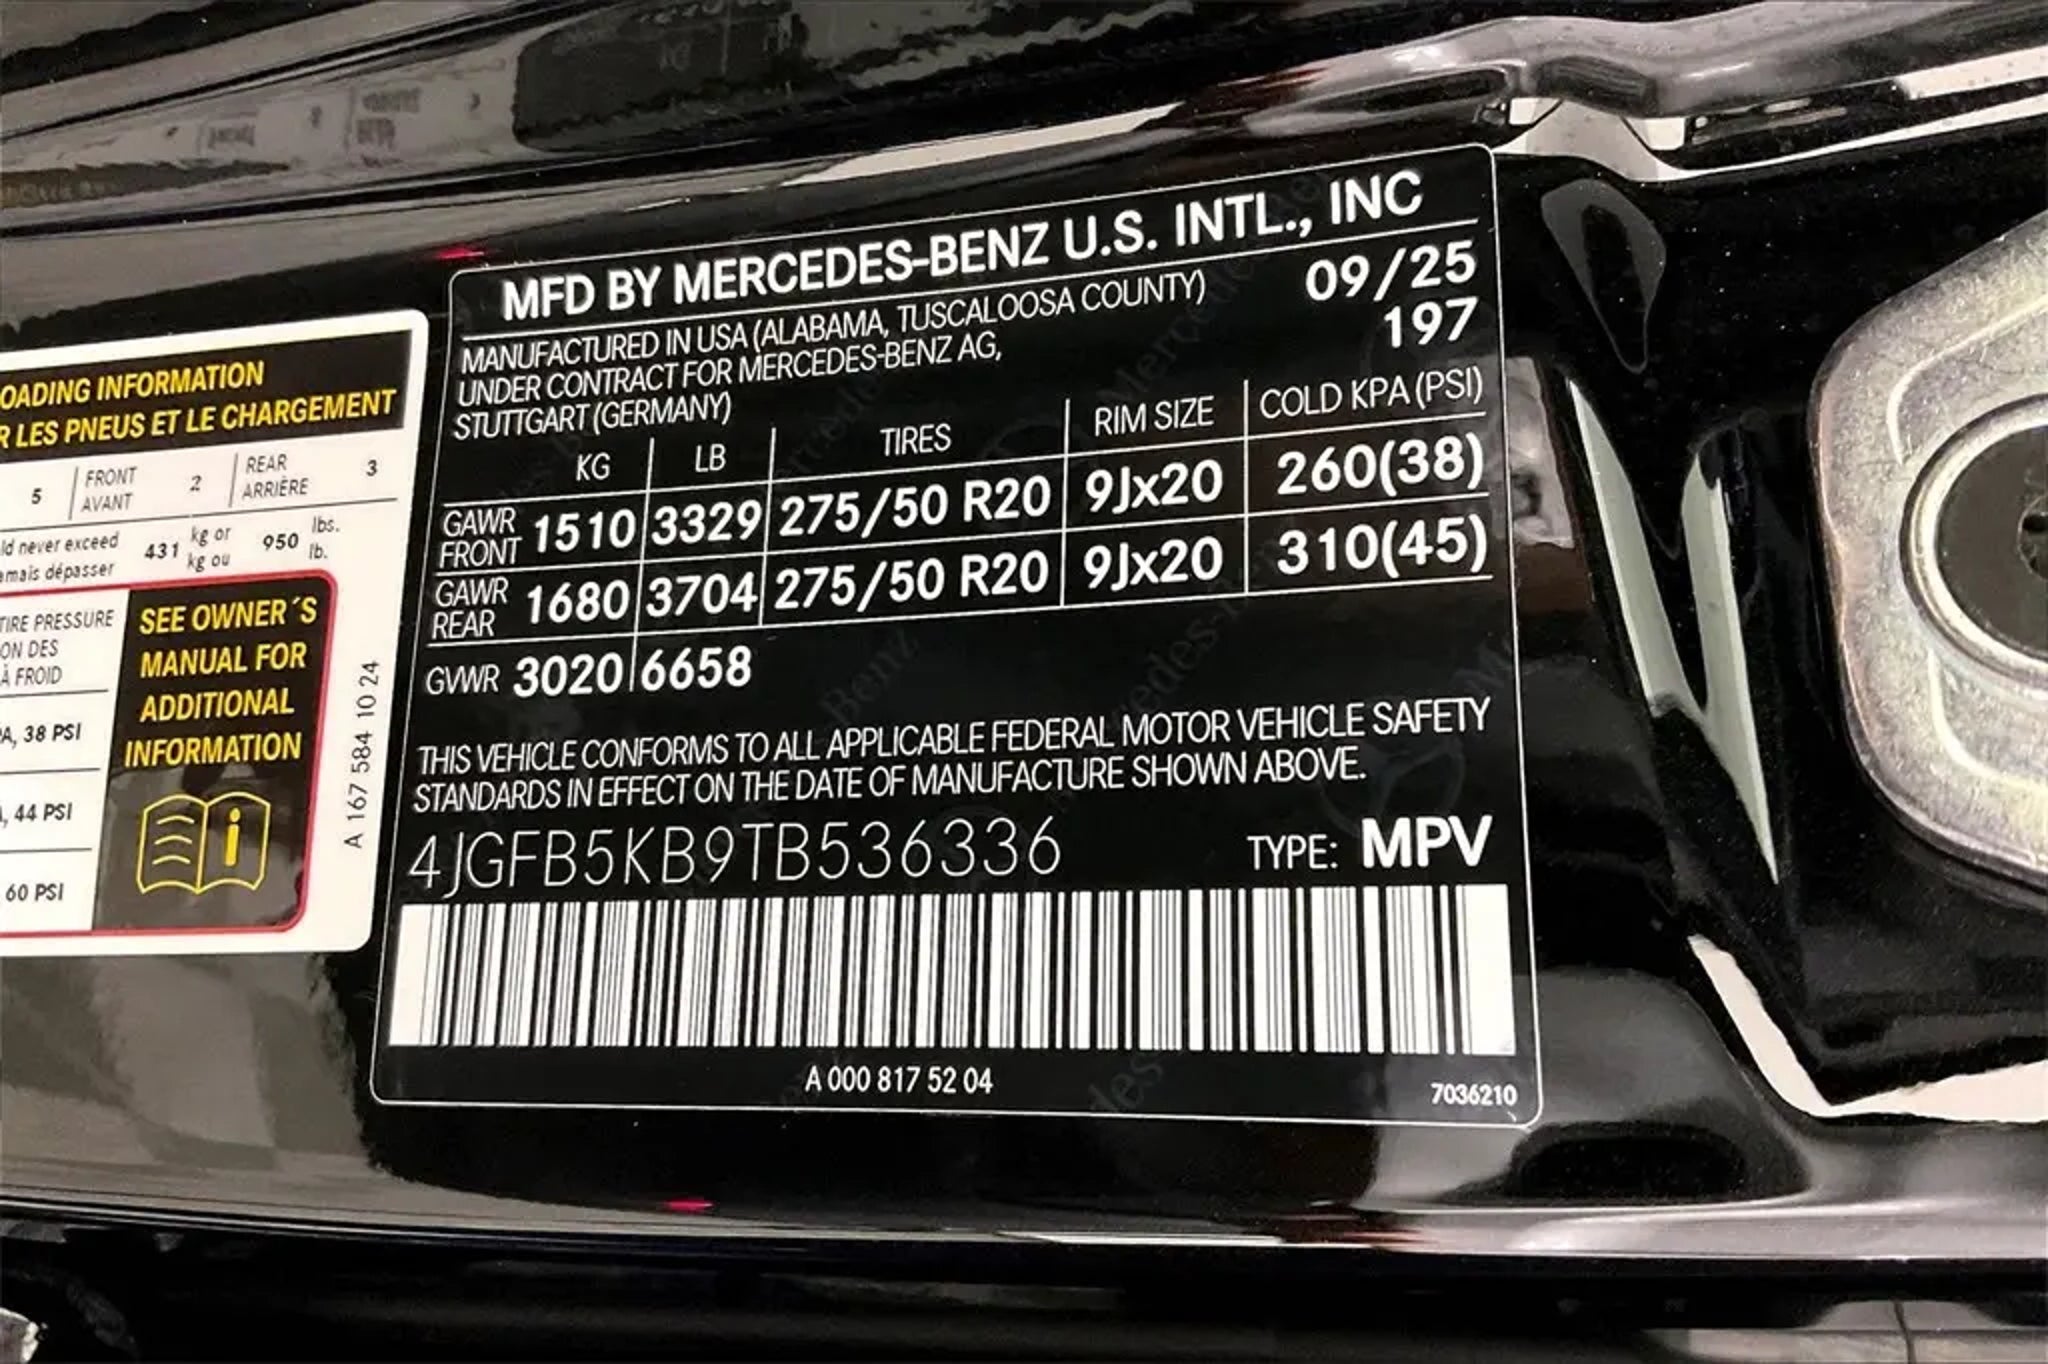 OADING INFORMATION
R LES PNEUS ET LE CHARGEMENT
5 FRONT AVANT 2 REAR ARRIÈRE 3
ld never exceed 431 kg or 950 lbs.
amais dépasser kg ou lb.
TIRE PRESSURE
ON DES
À FROID
PA, 38 PSI
, 44 PSI
60 PSI
SEE OWNER´S
MANUAL FOR
ADDITIONAL
INFORMATION
A 167 584 10 24
MFD BY MERCEDES-BENZ U.S. INTL., INC
MANUFACTURED IN USA (ALABAMA, TUSCALOOSA COUNTY) 09/25
UNDER CONTRACT FOR MERCEDES-BENZ AG, 197
STUTTGART (GERMANY)
KG LB TIRES RIM SIZE COLD KPA (PSI)
GAWR FRONT 1510 3329 275/50 R20 9Jx20 260(38)
GAWR REAR 1680 3704 275/50 R20 9Jx20 310(45)
GVWR 3020 6658
THIS VEHICLE CONFORMS TO ALL APPLICABLE FEDERAL MOTOR VEHICLE SAFETY
STANDARDS IN EFFECT ON THE DATE OF MANUFACTURE SHOWN ABOVE.
4JGFB5KB9TB536336 TYPE: MPV
A 000 817 52 04 7036210